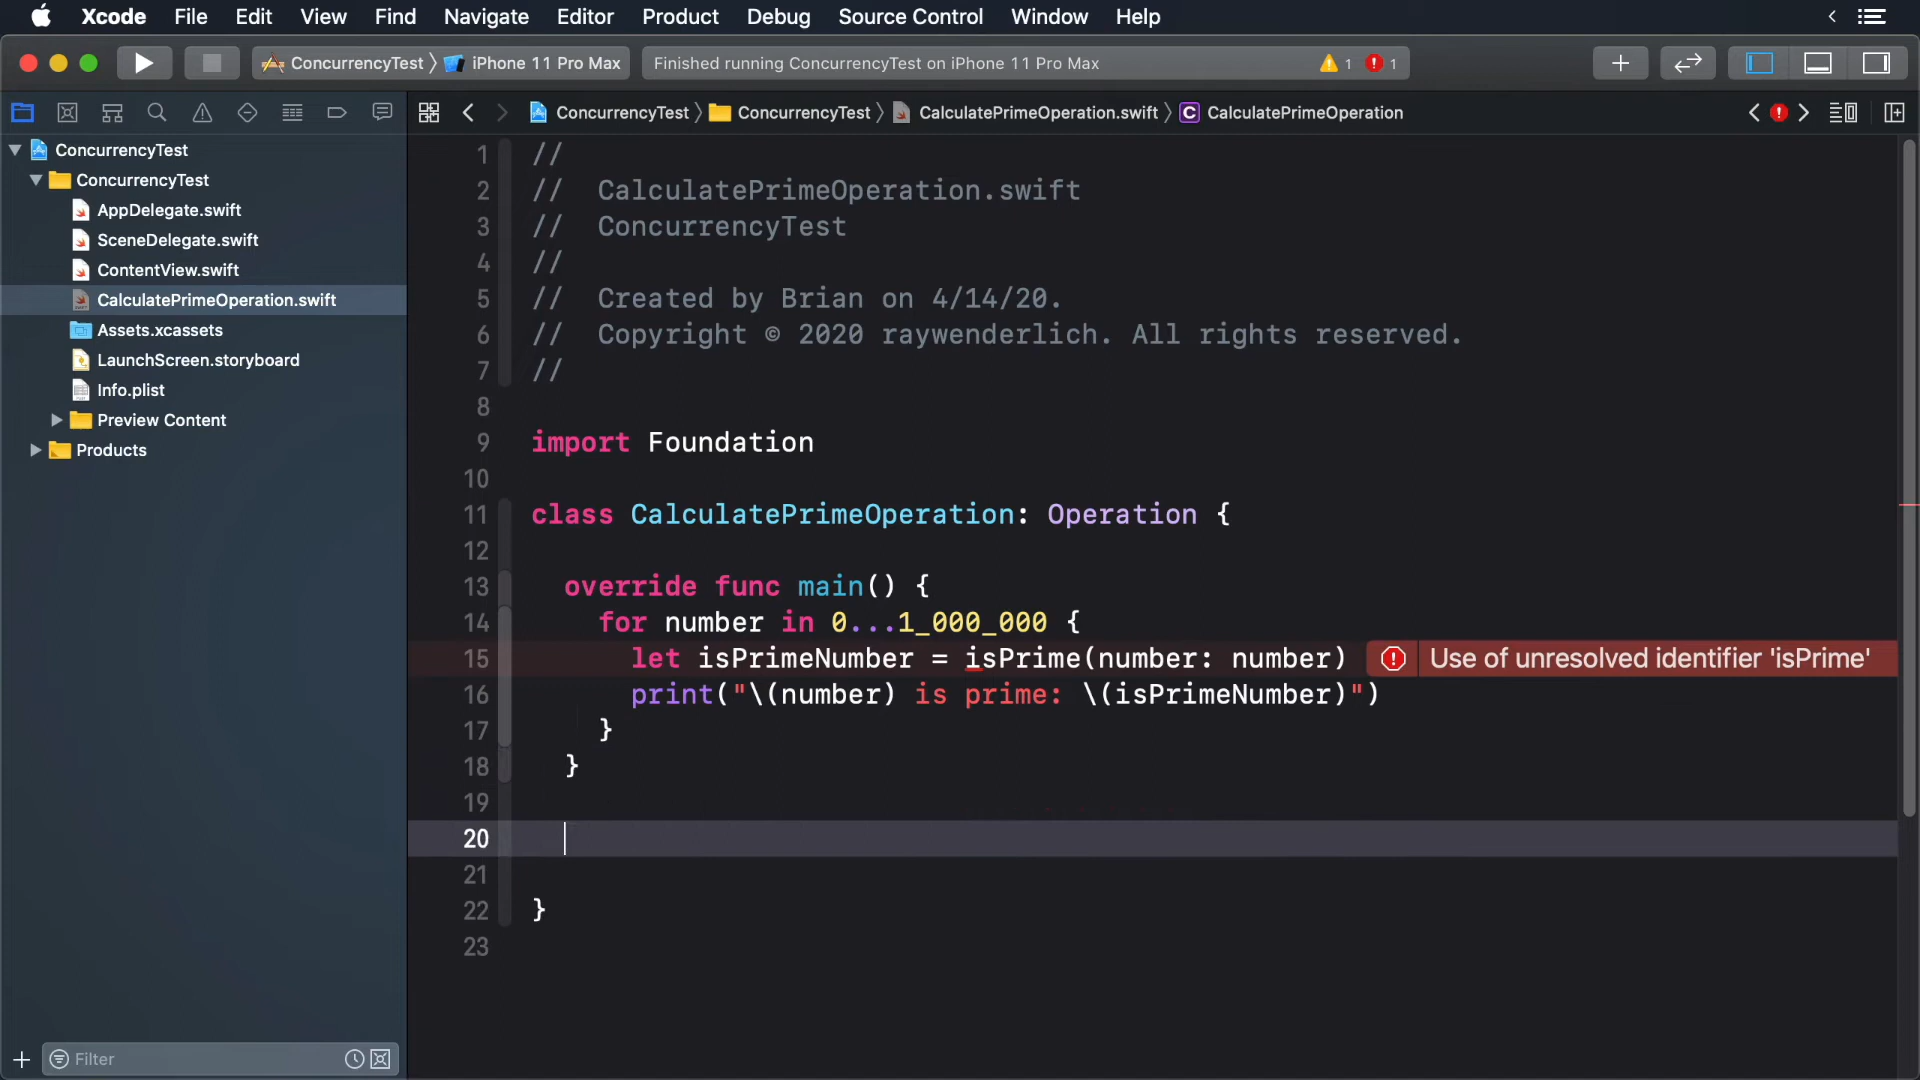 Xcode File Edit View Find Navigate Editor Product Debug Source Control Window Help
ConcurrencyTest iPhone 11 Pro Max
Finished running ConcurrencyTest on iPhone 11 Pro Max 1 1
ConcurrencyTest ConcurrencyTest CalculatePrimeOperation.swift C CalculatePrimeOperation
ConcurrencyTest
ConcurrencyTest
AppDelegate.swift
SceneDelegate.swift
ContentView.swift
CalculatePrimeOperation.swift
Assets.xcassets
LaunchScreen.storyboard
Info.plist
Preview Content
Products
Filter
1 //
2 // CalculatePrimeOperation.swift
3 // ConcurrencyTest
4 //
5 // Created by Brian on 4/14/20.
6 // Copyright © 2020 raywenderlich. All rights reserved.
7 //
8
9 import Foundation
10
11 class CalculatePrimeOperation: Operation {
12
13 override func main() {
14 for number in 0...1_000_000 {
15 let isPrimeNumber = isPrime(number: number) Use of unresolved identifier 'isPrime'
16 print("\(number) is prime: \(isPrimeNumber)")
17 }
18 }
19
20
21
22 }
23